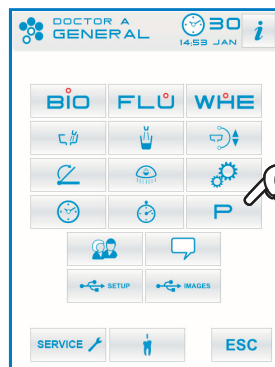 DOCTOR A
GENERAL
30
14:53 JAN
i
BIO FLU WHE
P
SETUP IMAGES
SERVICE ESC